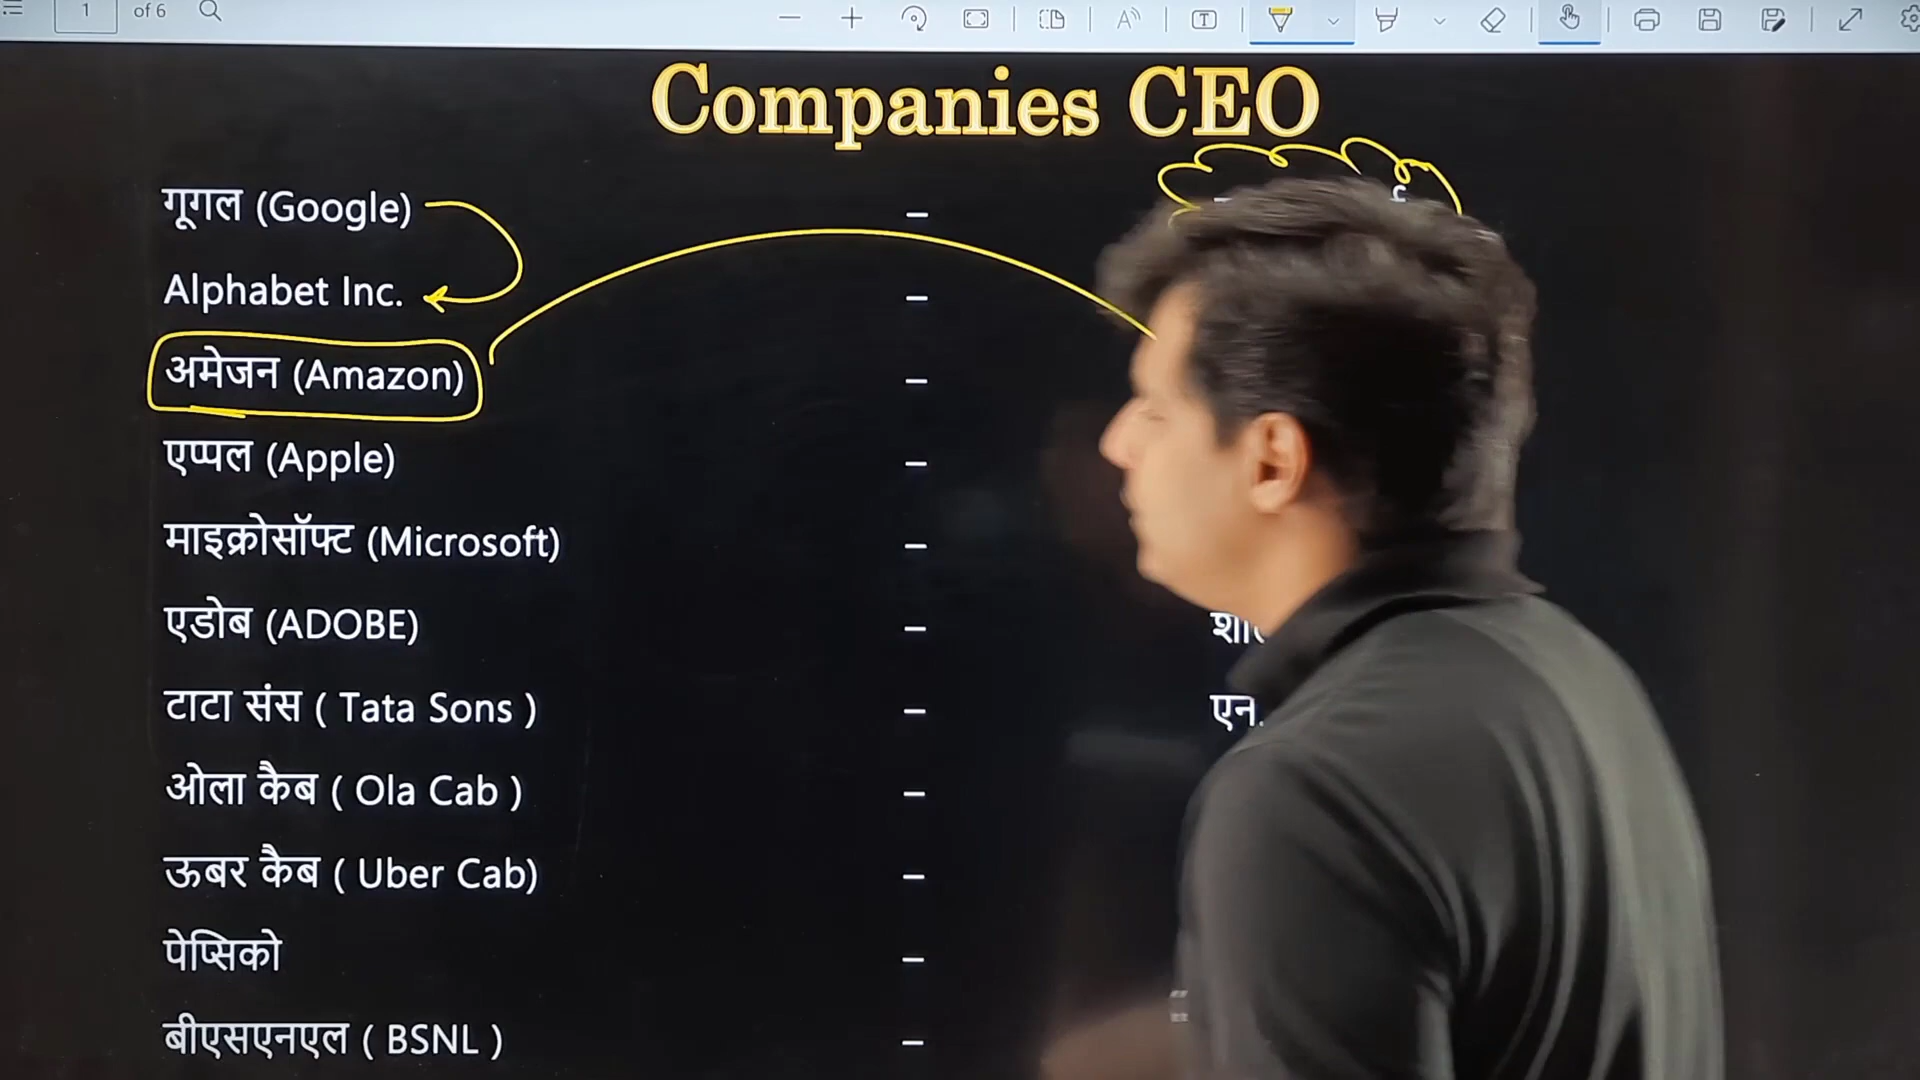 1 of 6
Companies CEO
गूगल (Google) –
Alphabet Inc. –
अमेजन (Amazon) –
एप्पल (Apple) –
माइक्रोसॉफ्ट (Microsoft) –
एडोब (ADOBE) –
टाटा संस ( Tata Sons ) – एन.
ओला कैब ( Ola Cab ) –
ऊबर कैब ( Uber Cab) –
पेप्सिको –
बीएसएनएल ( BSNL ) –